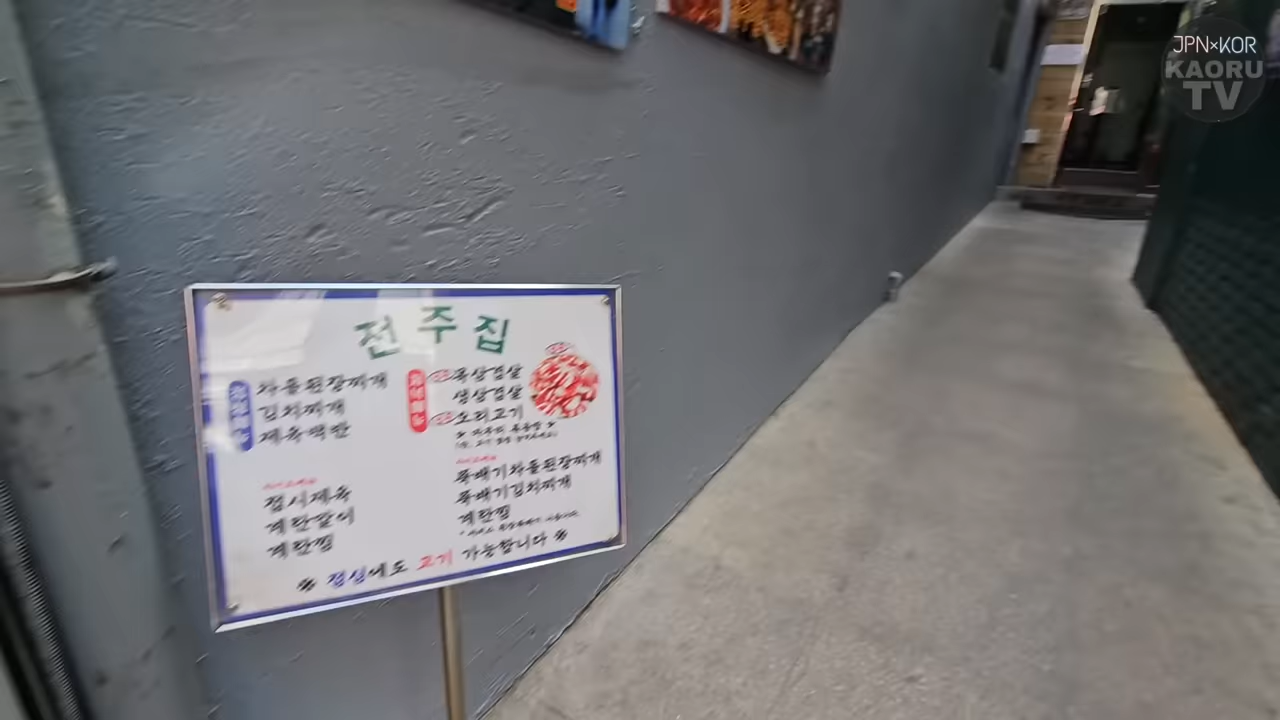 JPN×KOR
KAORU
TV
전주집
차돌된장찌개
김치찌개
제육백반
접시제육
계란말이
계란찜
목삼겹살
생삼겹살
오리고기
뚝배기차돌된장찌개
뚝배기김치찌개
계란찜
※ 점심에도 고기 가능합니다 ※